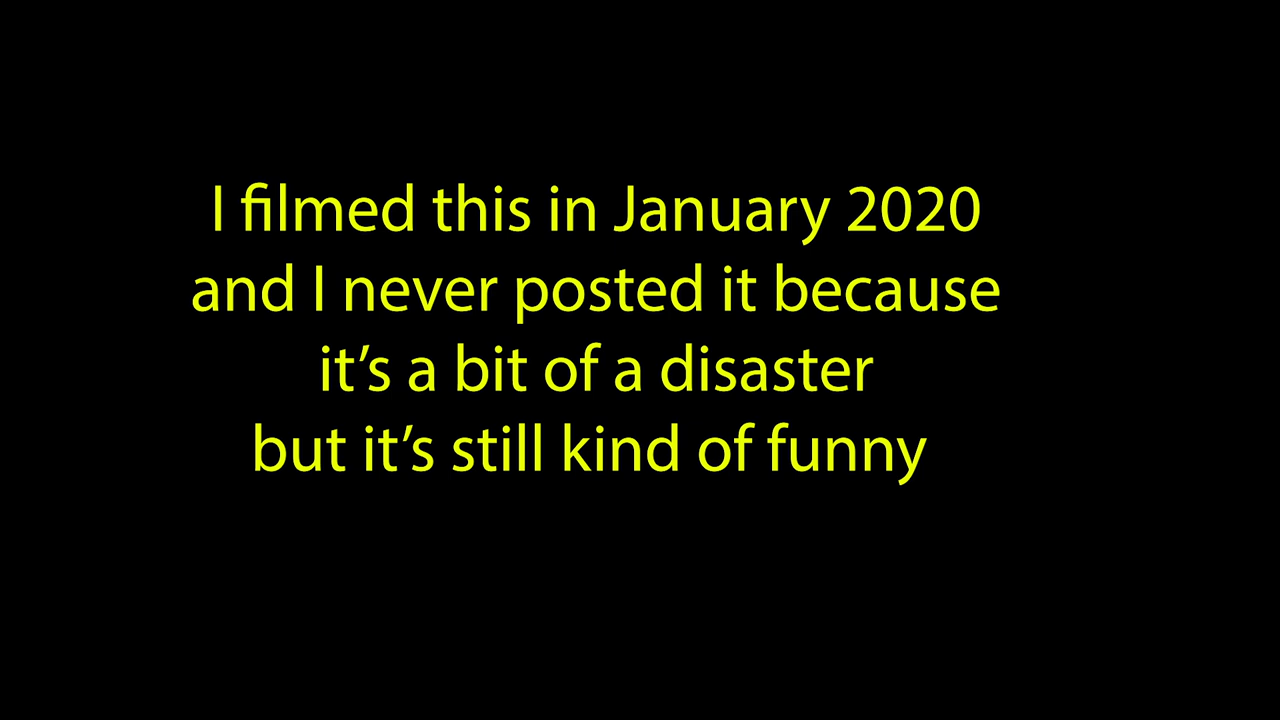 I filmed this in January 2020
and I never posted it because
it’s a bit of a disaster
but it’s still kind of funny